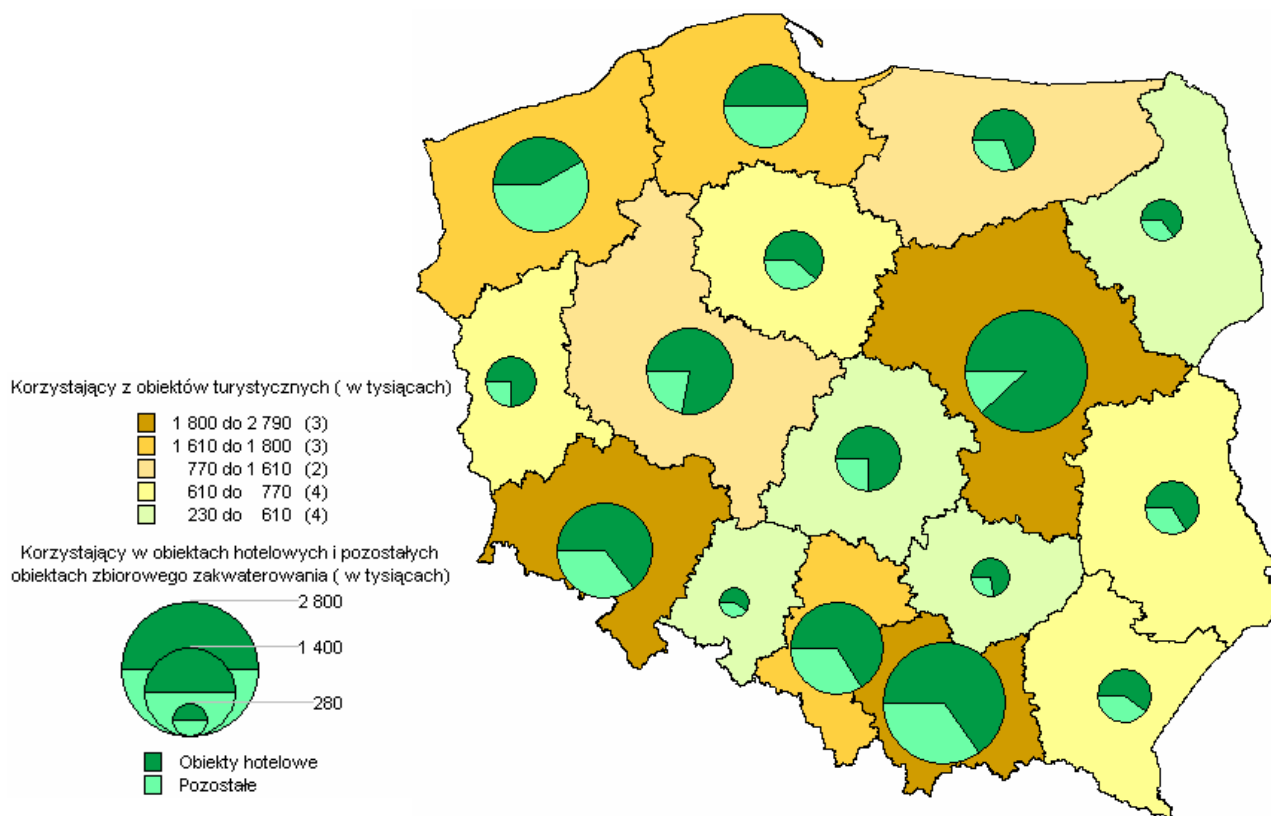 Korzystający z obiektów turystycznych ( w tysiącach)
1 800 do 2 790 (3)
1 610 do 1 800 (3)
770 do 1 610 (2)
610 do 770 (4)
230 do 610 (4)
Korzystający w obiektach hotelowych i pozostałych
obiektach zbiorowego zakwaterowania ( w tysiącach)
2 800
1 400
280
Obiekty hotelowe
Pozostałe